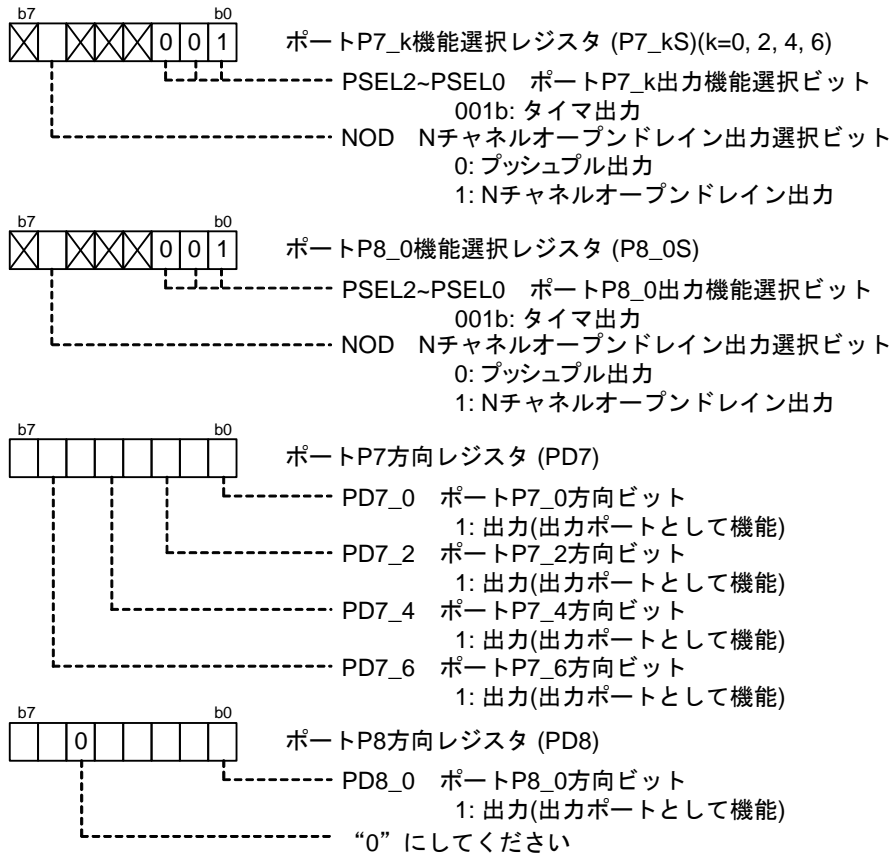 b7 b0
0 0 1 ポートP7_k機能選択レジスタ (P7_kS)(k=0, 2, 4, 6)
PSEL2~PSEL0 ポートP7_k出力機能選択ビット
001b: タイマ出力
NOD Nチャネルオープンドレイン出力選択ビット
0: プッシュプル出力
1: Nチャネルオープンドレイン出力
b7 b0
0 0 1 ポートP8_0機能選択レジスタ (P8_0S)
PSEL2~PSEL0 ポートP8_0出力機能選択ビット
001b: タイマ出力
NOD Nチャネルオープンドレイン出力選択ビット
0: プッシュプル出力
1: Nチャネルオープンドレイン出力
b7 b0
ポートP7方向レジスタ (PD7)
PD7_0 ポートP7_0方向ビット
1: 出力(出力ポートとして機能)
PD7_2 ポートP7_2方向ビット
1: 出力(出力ポートとして機能)
PD7_4 ポートP7_4方向ビット
1: 出力(出力ポートとして機能)
PD7_6 ポートP7_6方向ビット
1: 出力(出力ポートとして機能)
b7 b0
0 ポートP8方向レジスタ (PD8)
PD8_0 ポートP8_0方向ビット
1: 出力(出力ポートとして機能)
“0”にしてください